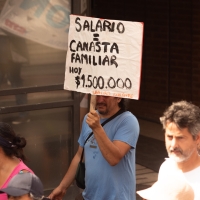 SALARIO
=
CANASTA
FAMILIAR
HOY
$1.500.000